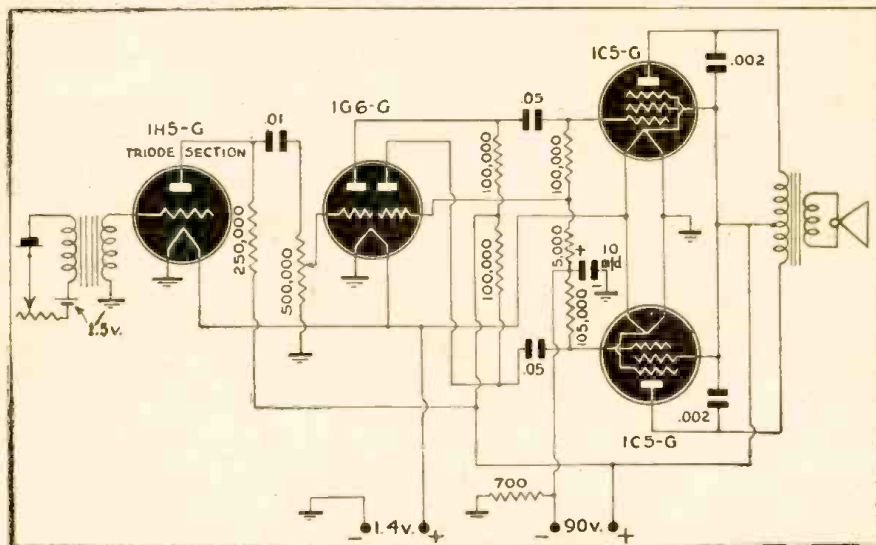 1H5-G
TRIODE SECTION
.01
1G6-G
.05
1C5-G
.002
250,000
500,000
100,000
100,000
100,000
5,000
+ 10 mfd
-
105,000
1.5v.
.05
.002
1C5-G
700
- 1.4v. +
- 90v. +